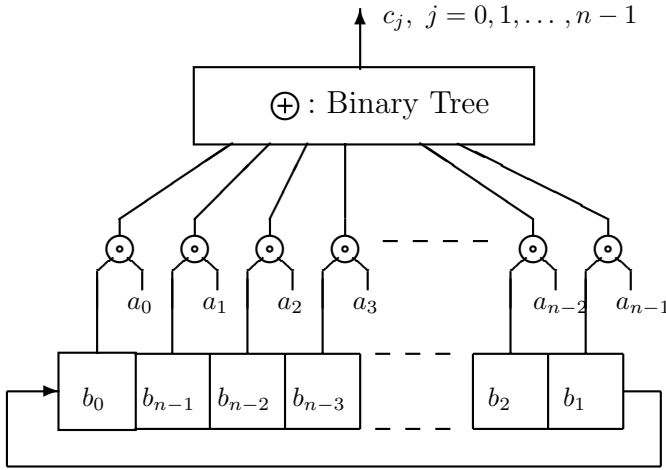 c_j, j = 0, 1, . . . , n − 1
⊕ : Binary Tree
a_0 a_1 a_2 a_3 a_{n−2} a_{n−1}
b_0 b_{n−1} b_{n−2} b_{n−3} b_2 b_1